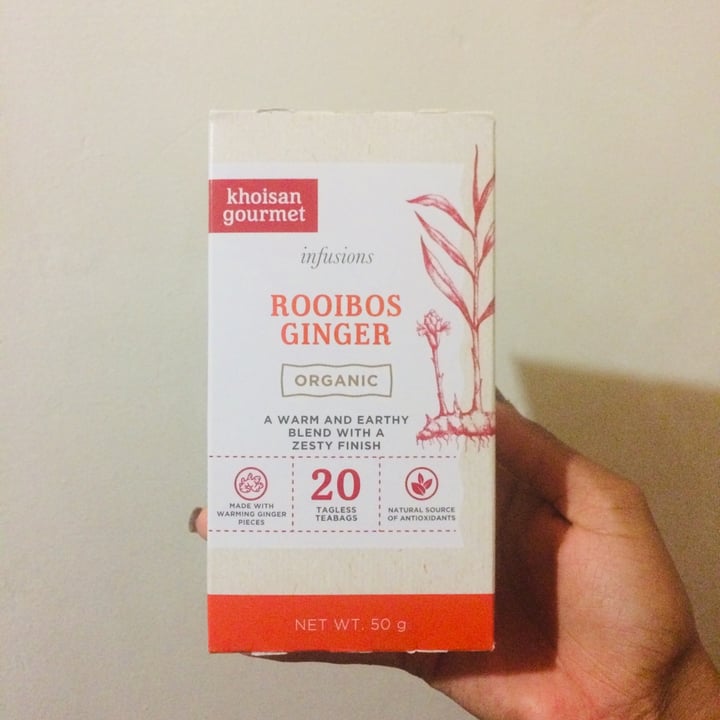 khoisan
gourmet
infusions
ROOIBOS
GINGER
ORGANIC
A WARM AND EARTHY
BLEND WITH A
ZESTY FINISH
MADE WITH
WARMING GINGER
PIECES
20
TAGLESS
TEABAGS
NATURAL SOURCE
OF ANTIOXIDANTS
NET WT. 50 g